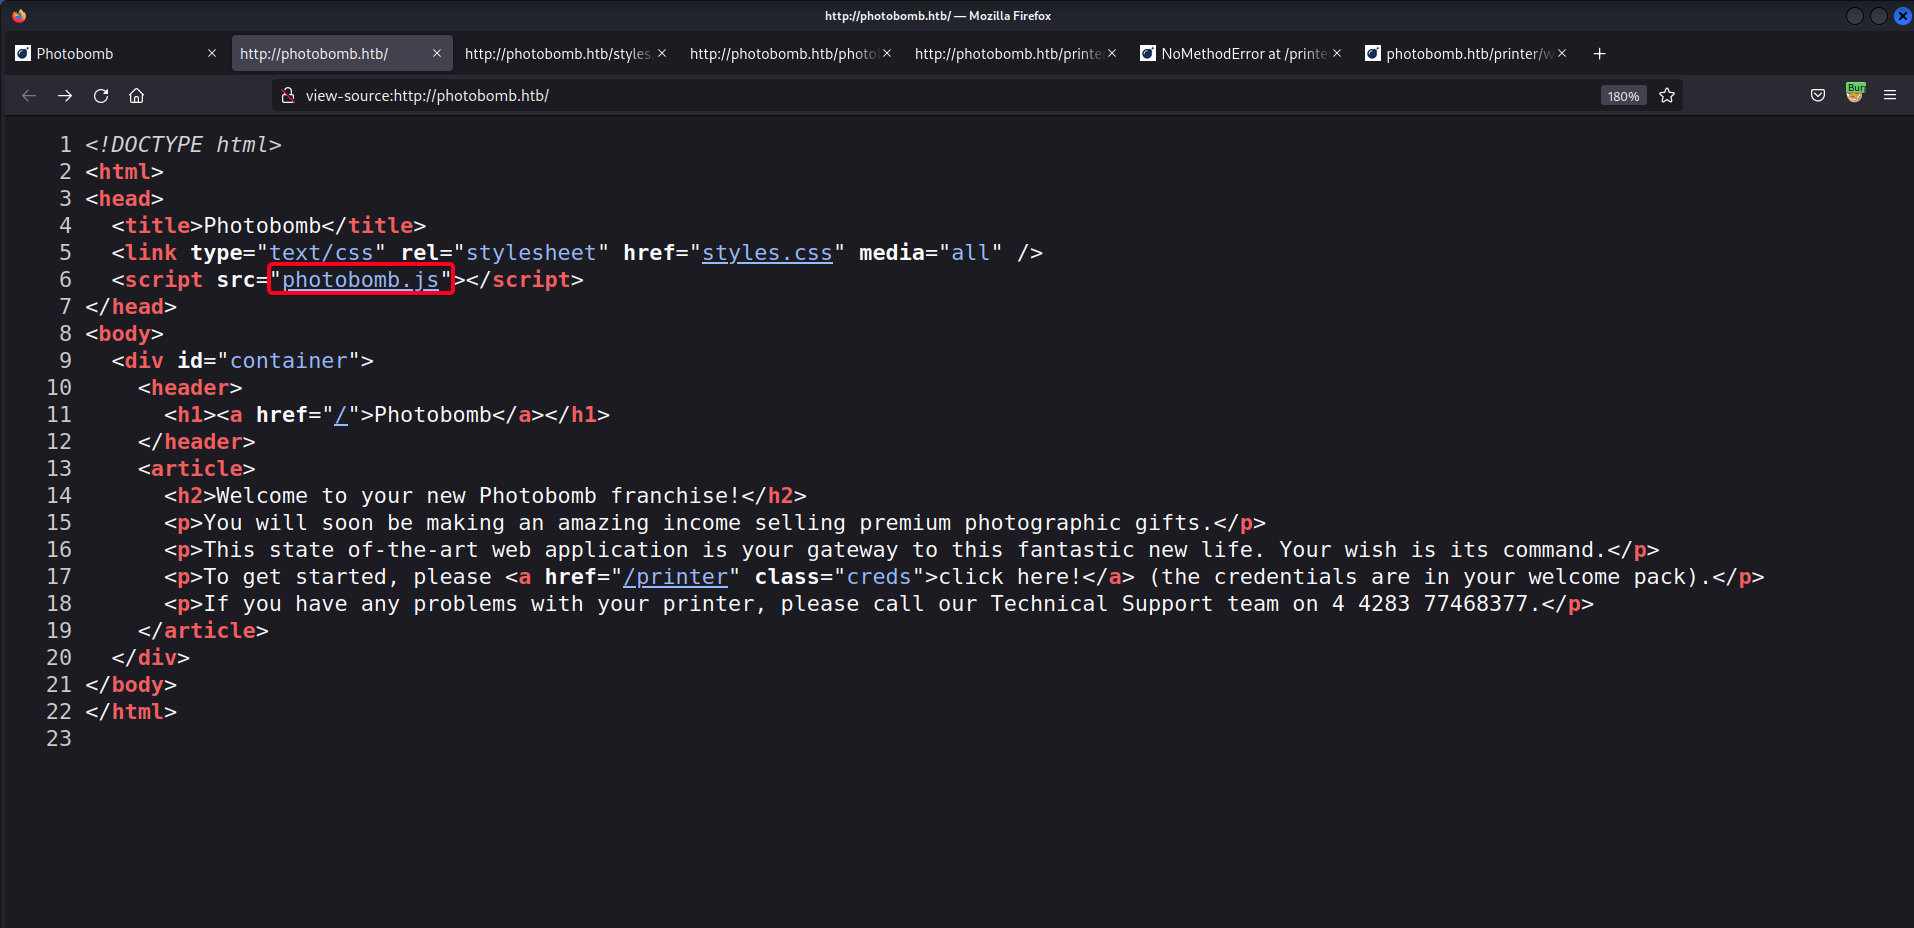 http://photobomb.htb/ — Mozilla Firefox
Photobomb
http://photobomb.htb/
http://photobomb.htb/styles.
http://photobomb.htb/photo
http://photobomb.htb/printe
NoMethodError at /printe
photobomb.htb/printer/w
view-source:http://photobomb.htb/
180%
Burp
1 <!DOCTYPE html>
2 <html>
3 <head>
4   <title>Photobomb</title>
5   <link type="text/css" rel="stylesheet" href="styles.css" media="all" />
6   <script src="photobomb.js"></script>
7 </head>
8 <body>
9   <div id="container">
10     <header>
11       <h1><a href="/">Photobomb</a></h1>
12     </header>
13     <article>
14       <h2>Welcome to your new Photobomb franchise!</h2>
15       <p>You will soon be making an amazing income selling premium photographic gifts.</p>
16       <p>This state of-the-art web application is your gateway to this fantastic new life. Your wish is its command.</p>
17       <p>To get started, please <a href="/printer" class="creds">click here!</a> (the credentials are in your welcome pack).</p>
18       <p>If you have any problems with your printer, please call our Technical Support team on 4 4283 77468377.</p>
19     </article>
20   </div>
21 </body>
22 </html>
23